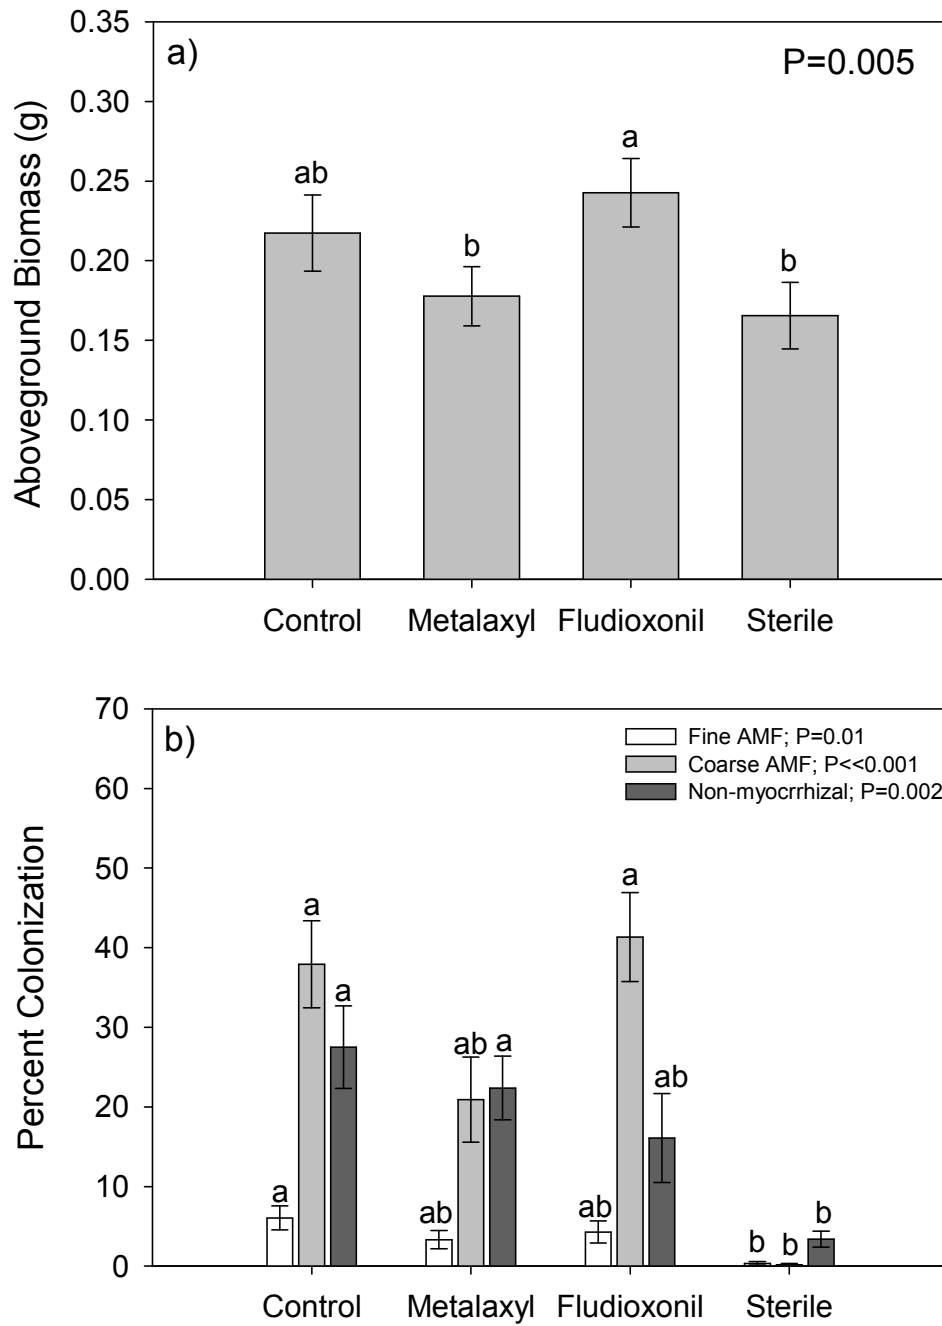 a)
P=0.005
Aboveground Biomass (g)
0.35
0.30
0.25
0.20
0.15
0.10
0.05
0.00
ab
b
a
b
Control Metalaxyl Fludioxonil Sterile
b)
Fine AMF; P=0.01
Coarse AMF; P<<0.001
Non-myocrrhizal; P=0.002
Percent Colonization
70
60
50
40
30
20
10
0
a a a
ab ab a
ab a ab
b b b
Control Metalaxyl Fludioxonil Sterile